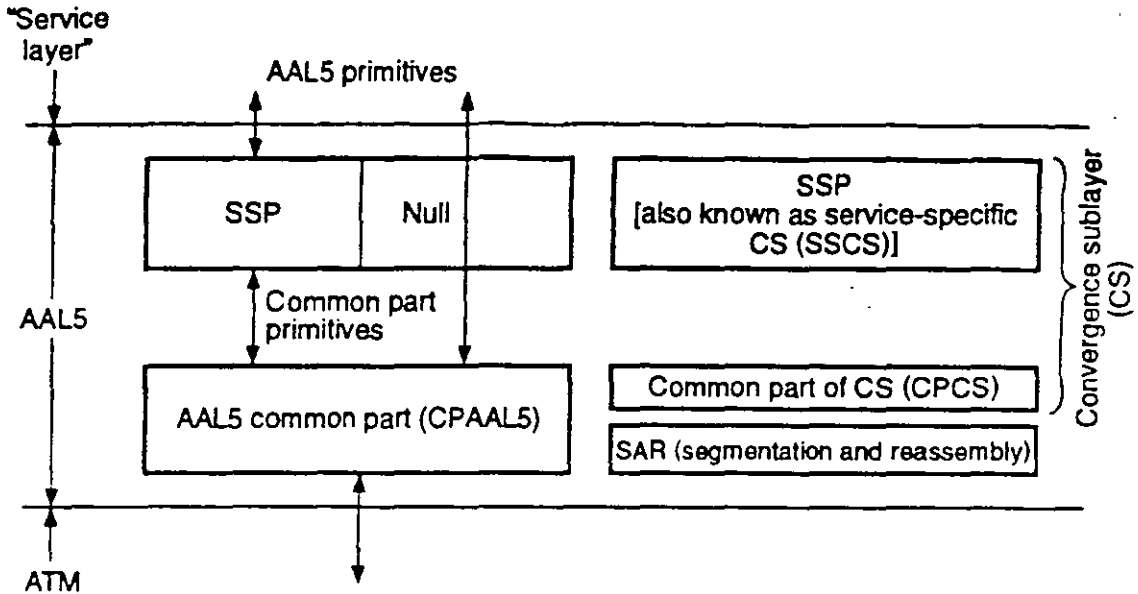 "Service
layer"
AAL5 primitives
SSP
Null
SSP
[also known as service-specific
CS (SSCS)]
Convergence sublayer
(CS)
AAL5
Common part
primitives
AAL5 common part (CPAAL5)
Common part of CS (CPCS)
SAR (segmentation and reassembly)
ATM